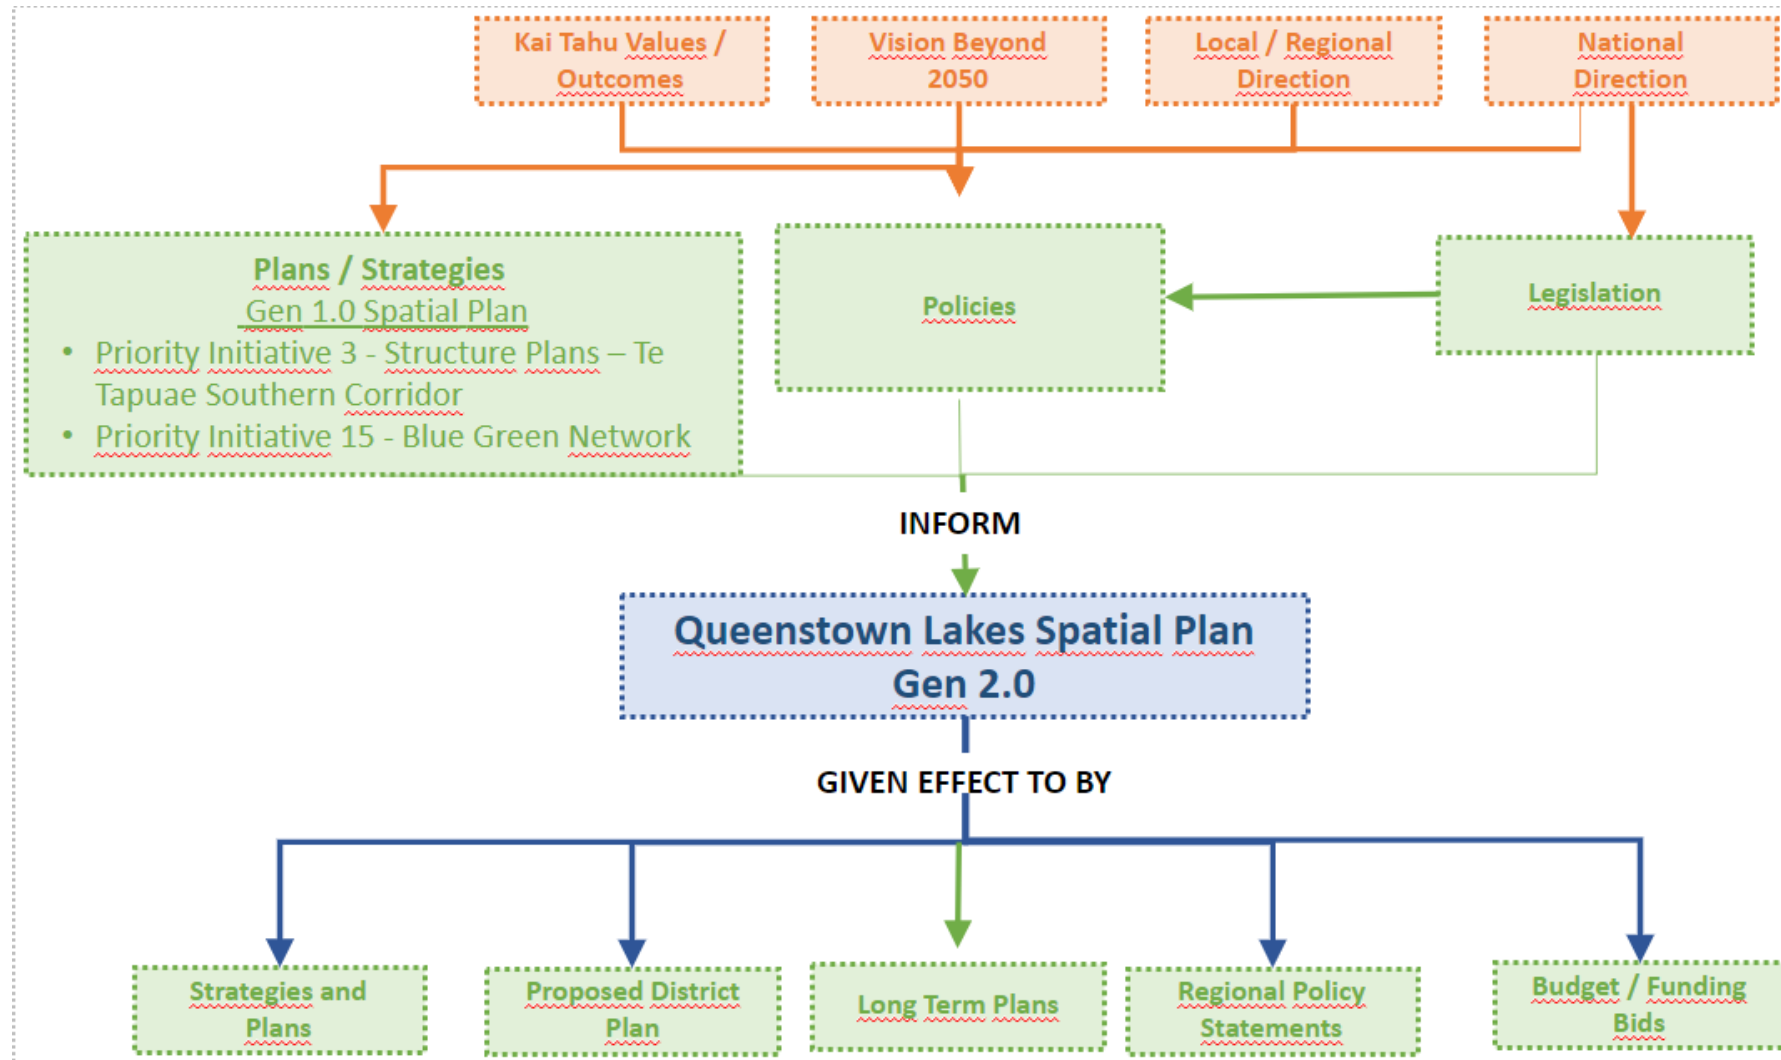 Kai Tahu Values /
Outcomes
Vision Beyond
2050
Local / Regional
Direction
National
Direction
Plans / Strategies
Gen 1.0 Spatial Plan
• Priority Initiative 3 - Structure Plans – Te
Tapuae Southern Corridor
• Priority Initiative 15 - Blue Green Network
Policies
Legislation
INFORM
Queenstown Lakes Spatial Plan
Gen 2.0
GIVEN EFFECT TO BY
Strategies and
Plans
Proposed District
Plan
Long Term Plans
Regional Policy
Statements
Budget / Funding
Bids